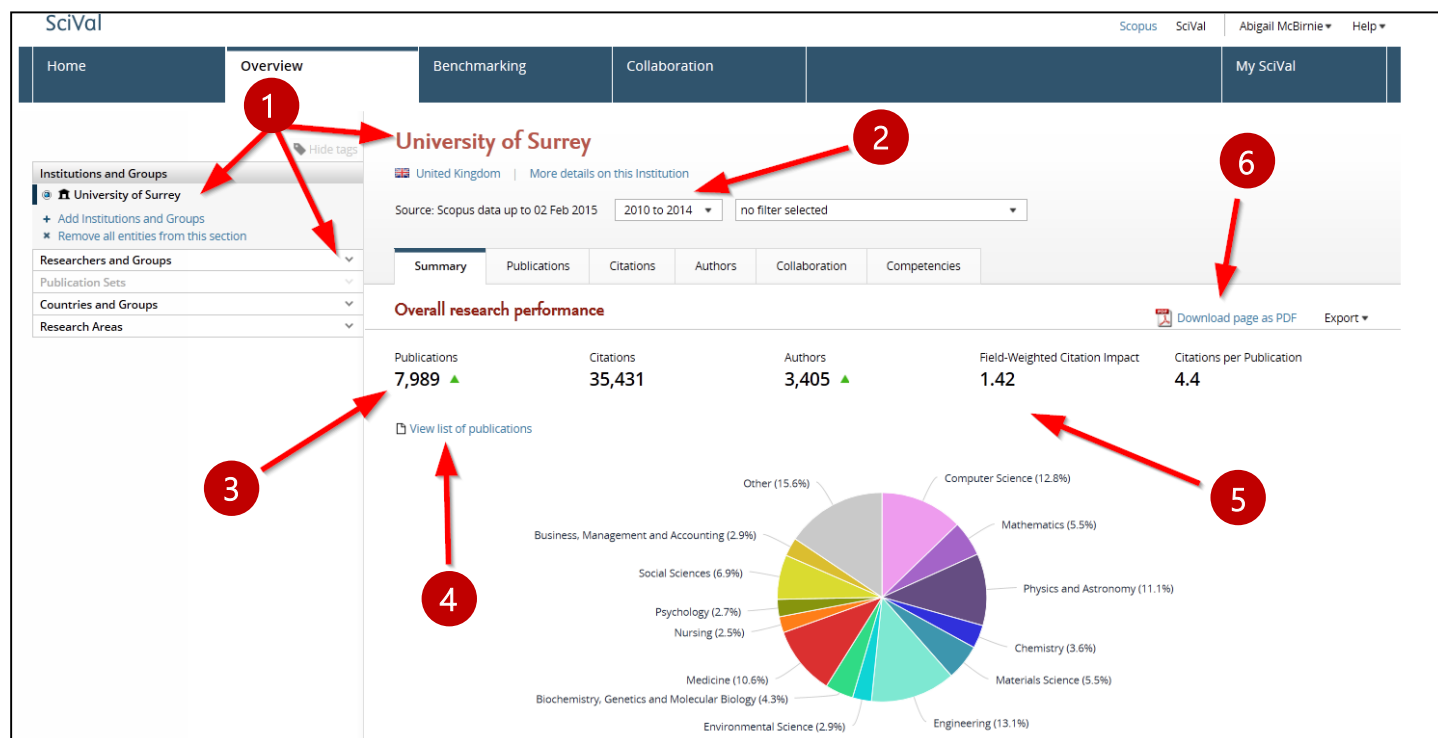 SciVal
Scopus SciVal Abigail McBirnie Help
Home Overview Benchmarking Collaboration My SciVal
1
2
6
Hide tags
University of Surrey
Institutions and Groups
United Kingdom | More details on this Institution
University of Surrey
Source: Scopus data up to 02 Feb 2015 2010 to 2014 no filter selected
+ Add Institutions and Groups
× Remove all entities from this section
Researchers and Groups
Publication Sets
Countries and Groups
Research Areas
Summary Publications Citations Authors Collaboration Competencies
Overall research performance
Download page as PDF Export
Publications Citations Authors Field-Weighted Citation Impact Citations per Publication
7,989 35,431 3,405 1.42 4.4
View list of publications
3
4
5
Other (15.6%)
Computer Science (12.8%)
Mathematics (5.5%)
Business, Management and Accounting (2.9%)
Social Sciences (6.9%)
Physics and Astronomy (11.1%)
Psychology (2.7%)
Nursing (2.5%)
Chemistry (3.6%)
Medicine (10.6%)
Materials Science (5.5%)
Biochemistry, Genetics and Molecular Biology (4.3%)
Environmental Science (2.9%)
Engineering (13.1%)